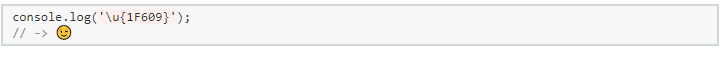 console.log('\u{1F609}');
// -> 😉